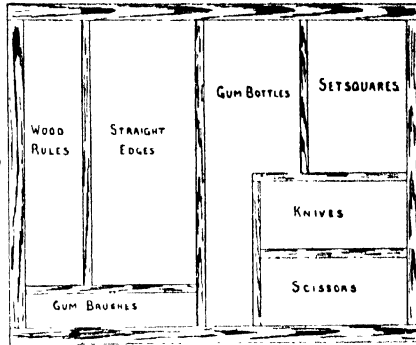 WOOD
RULES
STRAIGHT
EDGES
GUM BOTTLES
SETSQUARES
KNIVES
SCISSORS
GUM BRUSHES